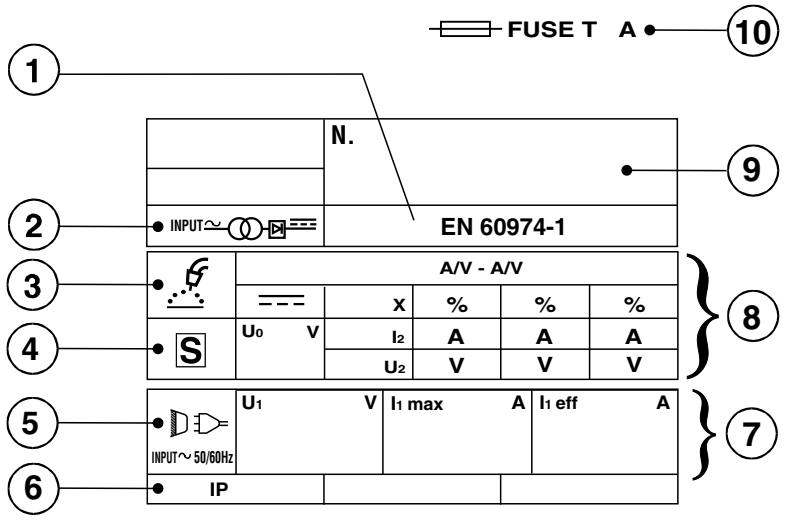 FUSE T A 10
1
N.
9
2 INPUT EN 60974-1
3 A/V - A/V
X % % %
8
4 S U0 V I2 A A A
U2 V V V
5 U1 V I1 max A I1 eff A
7
INPUT ~ 50/60Hz
6 IP